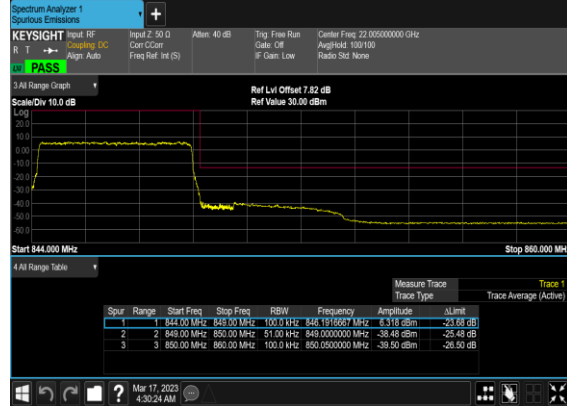 Spectrum Analyzer 1
Spurious Emissions
KEYSIGHT Input: RF Input Z: 50 Ω Atten: 40 dB Trig: Free Run Center Freq: 22.005000000 GHz
R T Coupling: DC Corr CCorr Gate: Off Avg|Hold: 100/100
Align: Auto Freq Ref: Int (S) IF Gain: Low Radio Std: None
LW PASS
3 All Range Graph Ref Lvl Offset 7.82 dB
Scale/Div 10.0 dB Ref Value 30.00 dBm
Log
20.0
10.0
0.00
-10.0
-20.0
-30.0
-40.0
-50.0
-60.0
Start 844.000 MHz Stop 860.000 MHz
4 All Range Table
Measure Trace Trace 1
Trace Type Trace Average (Active)
Spur Range Start Freq Stop Freq RBW Frequency Amplitude ΔLimit
1 1 844.00 MHz 849.00 MHz 100.0 kHz 846.1916667 MHz 6.318 dBm -23.68 dB
2 2 849.00 MHz 850.00 MHz 51.00 kHz 849.0000000 MHz -38.48 dBm -25.48 dB
3 3 850.00 MHz 860.00 MHz 100.0 kHz 850.0500000 MHz -39.50 dBm -26.50 dB
? Mar 17, 2023
4:30:24 AM